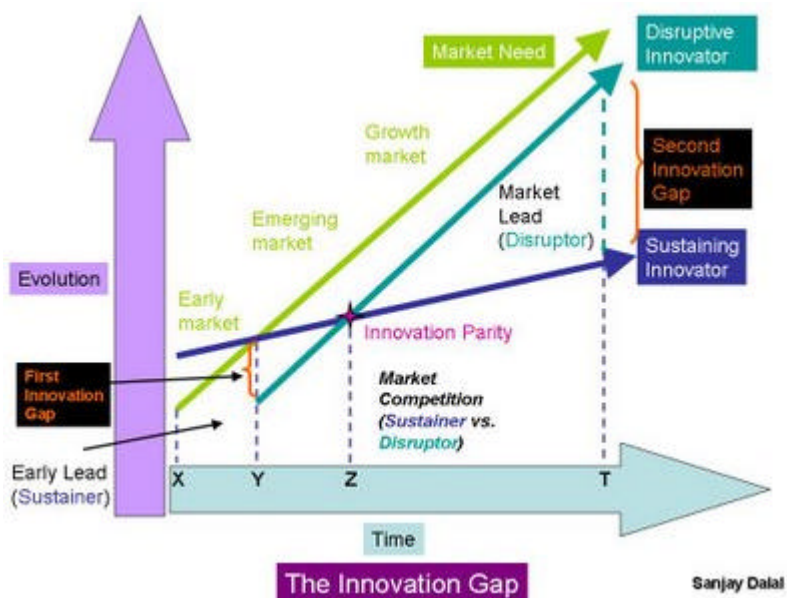 Market Need
Disruptive
Innovator
Growth
market
Second
Innovation
Gap
Market
Lead
(Disruptor)
Emerging
market
Sustaining
Innovator
Evolution
Early
market
Innovation Parity
First
Innovation
Gap
Market
Competition
(Sustainer vs.
Disruptor)
Early Lead
(Sustainer)
X Y Z T
Time
The Innovation Gap
Sanjay Dalal